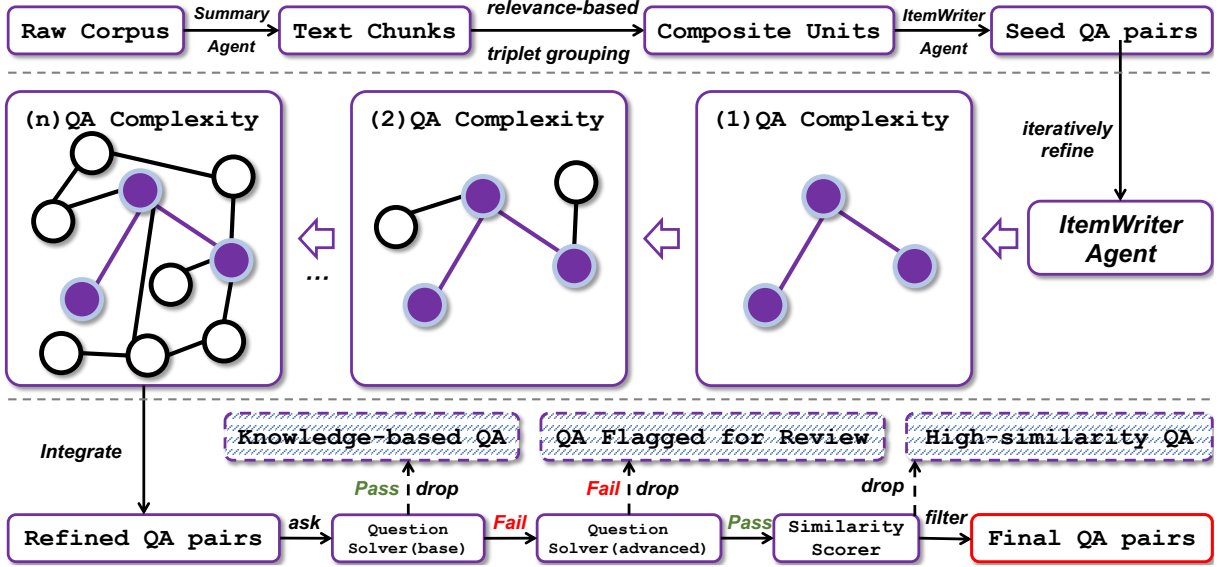 Raw Corpus
Summary
Agent
Text Chunks
relevance-based
triplet grouping
Composite Units
ItemWriter
Agent
Seed QA pairs
(n)QA Complexity
(2)QA Complexity
(1)QA Complexity
iteratively
refine
ItemWriter
Agent
...
Integrate
Knowledge-based QA
QA Flagged for Review
High-similarity QA
Pass
drop
Fail
drop
drop
Refined QA pairs
ask
Question
Solver(base)
Fail
Question
Solver(advanced)
Pass
Similarity
Scorer
filter
Final QA pairs